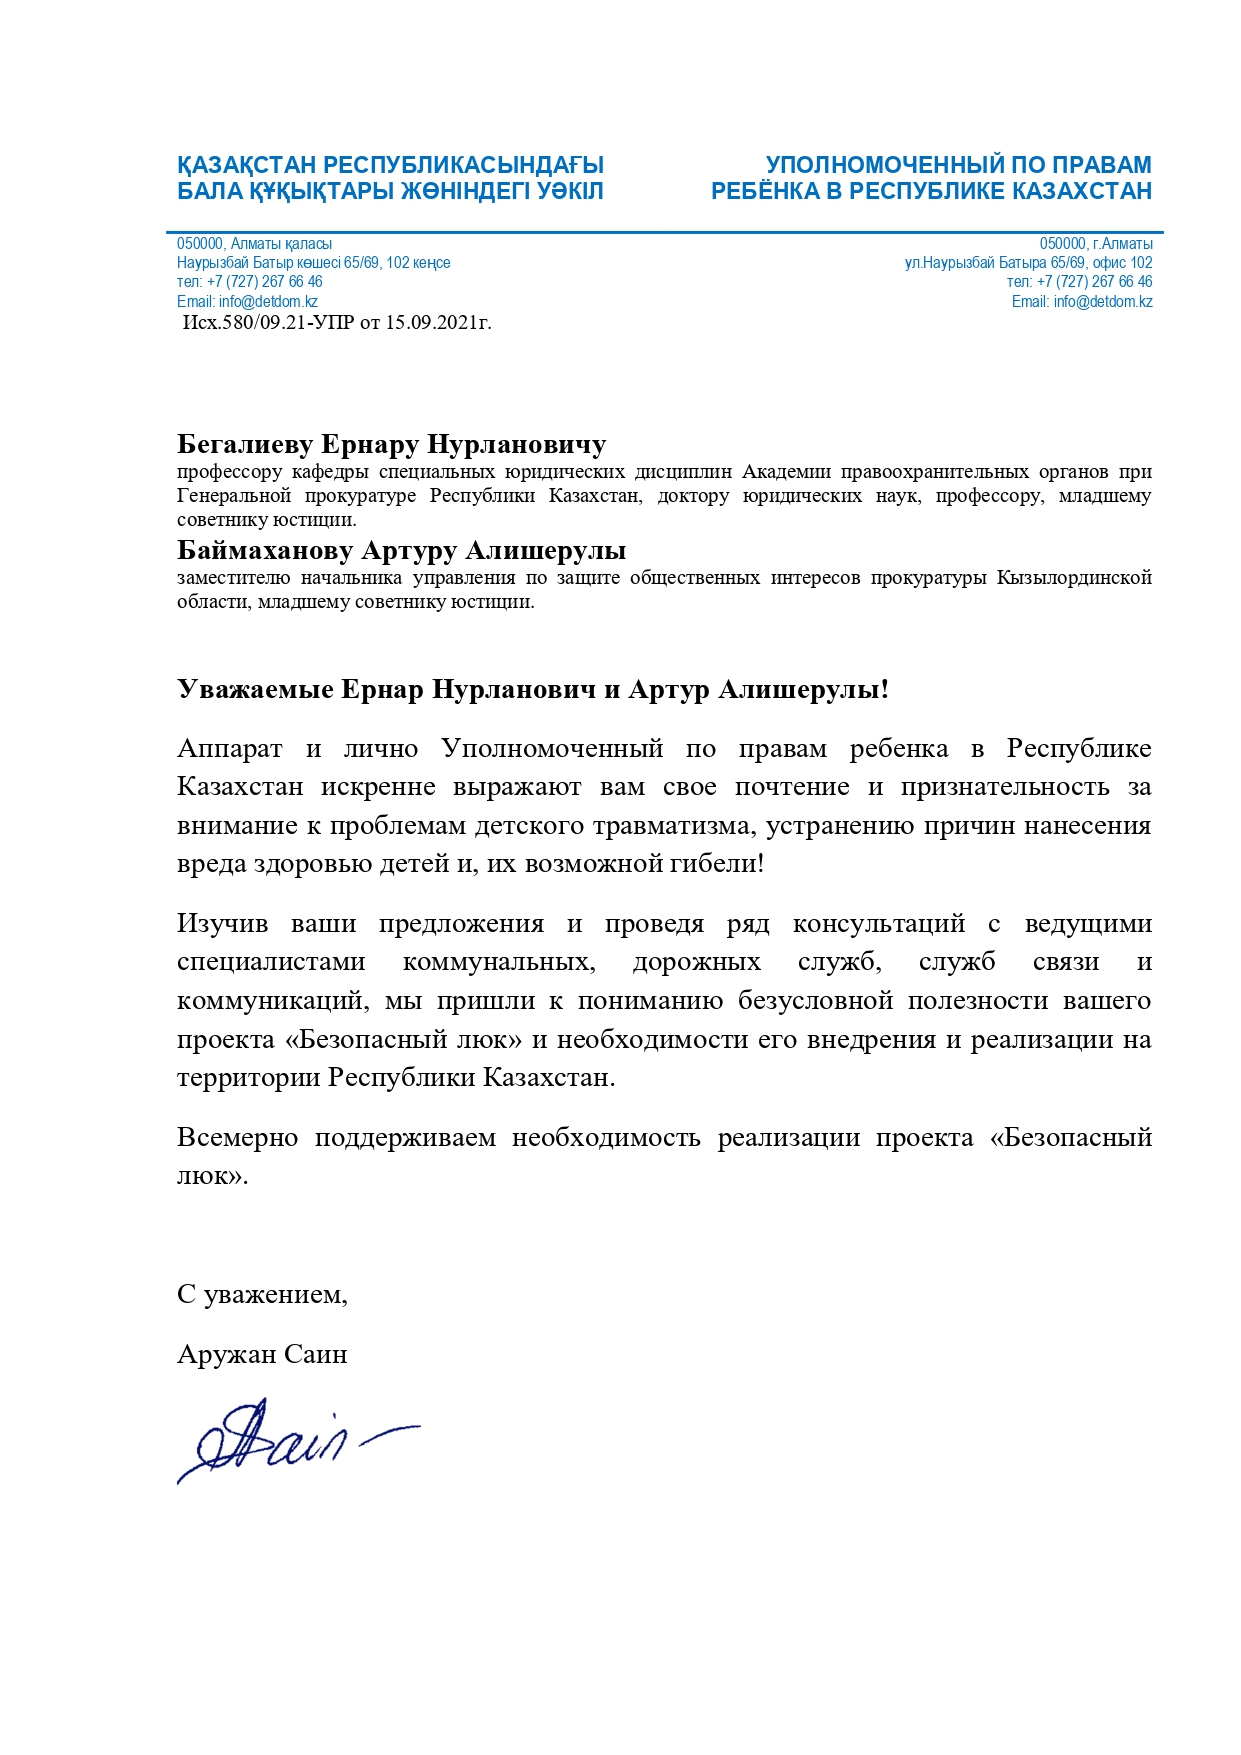 ҚАЗАҚСТАН РЕСПУБЛИКАСЫНДАҒЫ
БАЛА ҚҰҚЫҚТАРЫ ЖӨНІНДЕГІ УӘКІЛ
УПОЛНОМОЧЕННЫЙ ПО ПРАВАМ
РЕБЁНКА В РЕСПУБЛИКЕ КАЗАХСТАН
050000, Алматы қаласы
Наурызбай Батыр көшесі 65/69, 102 кеңсе
тел: +7 (727) 267 66 46
Email: info@detdom.kz
050000, г.Алматы
ул.Наурызбай Батыра 65/69, офис 102
тел: +7 (727) 267 66 46
Email: info@detdom.kz
Исх.580/09.21-УПР от 15.09.2021г.
Бегалиеву Ернару Нурлановичу
профессору кафедры специальных юридических дисциплин Академии правоохранительных органов при
Генеральной прокуратуре Республики Казахстан, доктору юридических наук, профессору, младшему
советнику юстиции.
Баймаханову Артуру Алишерулы
заместителю начальника управления по защите общественных интересов прокуратуры Кызылординской
области, младшему советнику юстиции.
Уважаемые Ернар Нурланович и Артур Алишерулы!
Аппарат и лично Уполномоченный по правам ребенка в Республике
Казахстан искренне выражают вам свое почтение и признательность за
внимание к проблемам детского травматизма, устранению причин нанесения
вреда здоровью детей и, их возможной гибели!
Изучив ваши предложения и проведя ряд консультаций с ведущими
специалистами коммунальных, дорожных служб, служб связи и
коммуникаций, мы пришли к пониманию безусловной полезности вашего
проекта «Безопасный люк» и необходимости его внедрения и реализации на
территории Республики Казахстан.
Всемерно поддерживаем необходимость реализации проекта «Безопасный
люк».
С уважением,
Аружан Саин